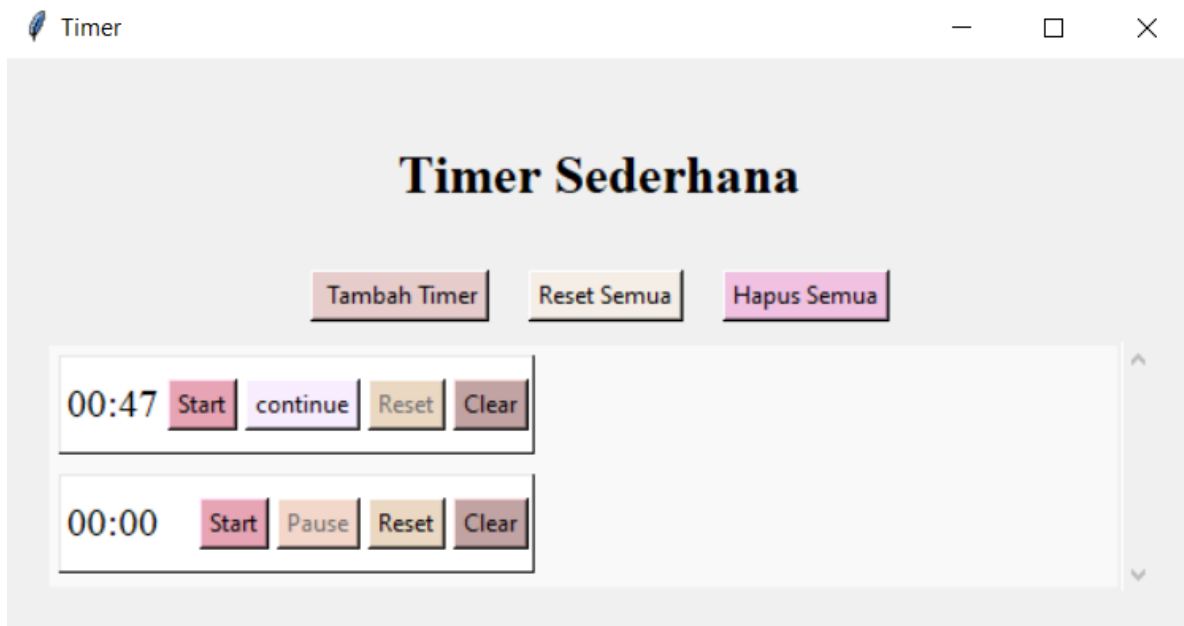 Timer
Timer Sederhana
Tambah Timer Reset Semua Hapus Semua
00:47 Start continue Reset Clear
00:00 Start Pause Reset Clear